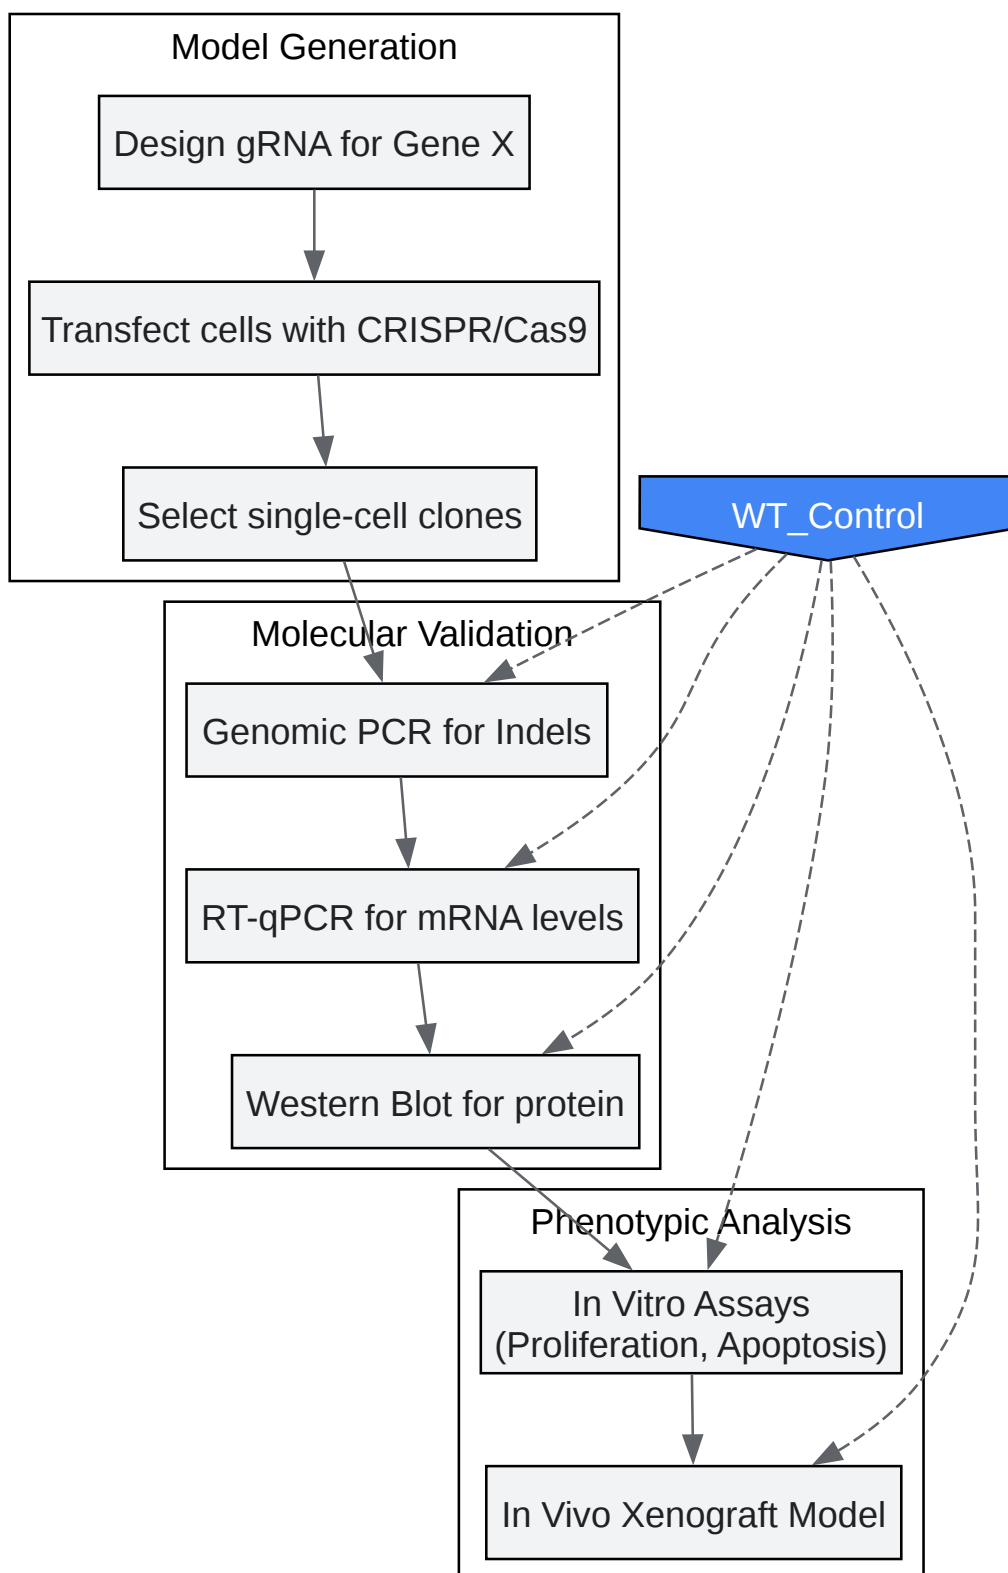 Model Generation
Design gRNA for Gene X
Transfect cells with CRISPR/Cas9
Select single-cell clones
WT_Control
Molecular Validation
Genomic PCR for Indels
RT-qPCR for mRNA levels
Western Blot for protein
Phenotypic Analysis
In Vitro Assays
(Proliferation, Apoptosis)
In Vivo Xenograft Model